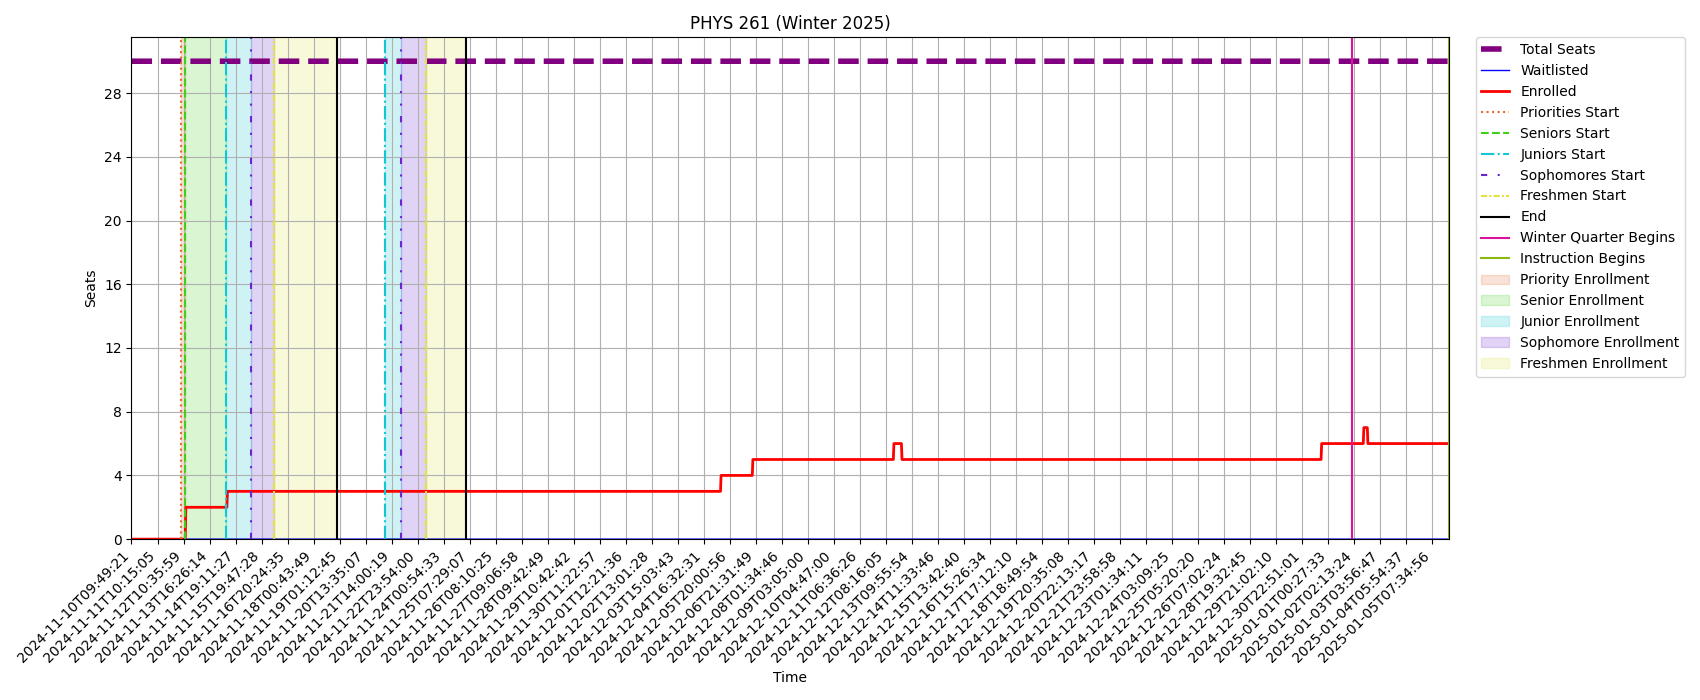 PHYS 261 (Winter 2025)
Seats
28
24
20
16
12
8
4
0
2024-11-10T09:49:21
2024-11-11T10:15:05
2024-11-12T10:35:59
2024-11-13T16:26:14
2024-11-14T19:11:27
2024-11-15T19:47:28
2024-11-16T20:24:35
2024-11-18T00:43:49
2024-11-19T01:12:45
2024-11-20T13:35:07
2024-11-21T14:00:19
2024-11-22T23:54:00
2024-11-24T00:54:33
2024-11-25T07:29:07
2024-11-26T08:10:25
2024-11-27T09:06:58
2024-11-28T09:42:49
2024-11-29T10:42:42
2024-11-30T11:22:57
2024-12-01T12:21:36
2024-12-02T13:01:28
2024-12-03T15:03:43
2024-12-04T16:32:31
2024-12-05T20:00:56
2024-12-06T21:31:49
2024-12-08T01:34:46
2024-12-09T03:05:00
2024-12-10T04:47:00
2024-12-11T06:36:26
2024-12-12T08:16:05
2024-12-13T09:55:54
2024-12-14T11:33:46
2024-12-15T13:42:40
2024-12-16T15:26:34
2024-12-17T17:12:10
2024-12-18T18:49:54
2024-12-19T20:35:08
2024-12-20T22:13:17
2024-12-21T23:58:58
2024-12-23T01:34:11
2024-12-24T03:09:25
2024-12-25T05:20:20
2024-12-26T07:02:24
2024-12-28T19:32:45
2024-12-29T21:02:10
2024-12-30T22:51:01
2025-01-01T00:27:33
2025-01-02T02:13:24
2025-01-03T03:56:47
2025-01-04T05:54:37
2025-01-05T07:34:56
Time
Total Seats
Waitlisted
Enrolled
Priorities Start
Seniors Start
Juniors Start
Sophomores Start
Freshmen Start
End
Winter Quarter Begins
Instruction Begins
Priority Enrollment
Senior Enrollment
Junior Enrollment
Sophomore Enrollment
Freshmen Enrollment